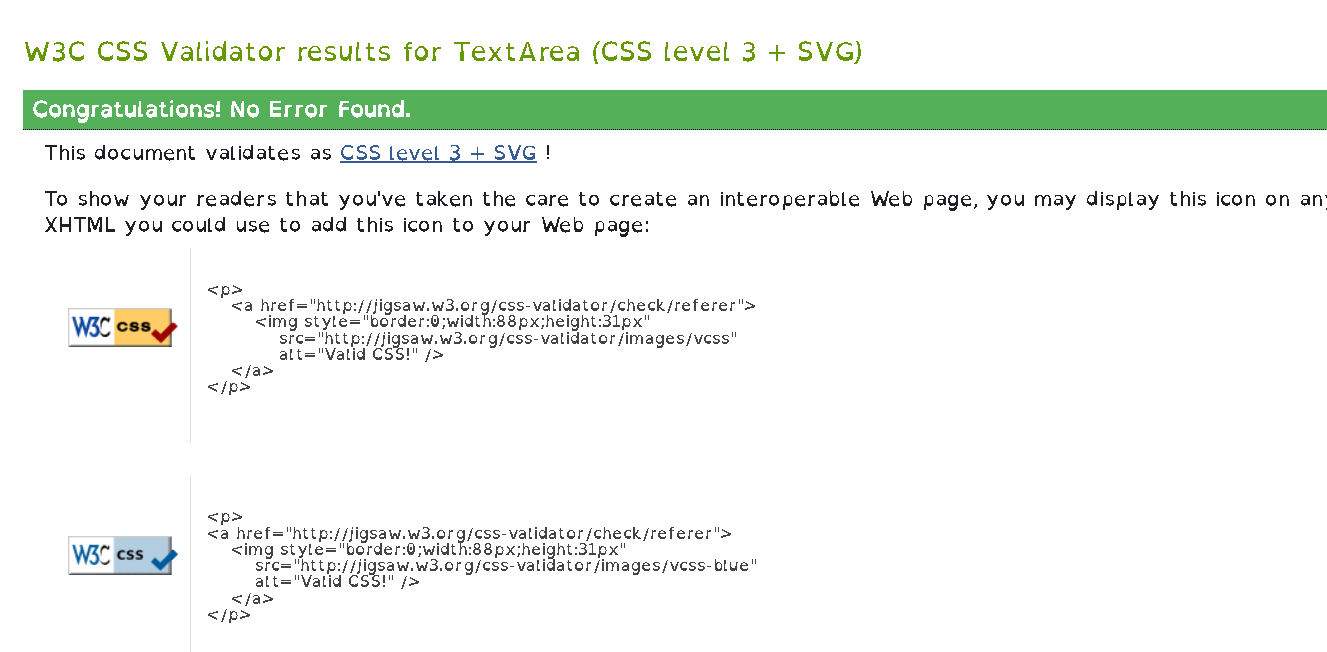 W3C CSS Validator results for TextArea (CSS level 3 + SVG)
Congratulations! No Error Found.
This document validates as CSS level 3 + SVG !
To show your readers that you've taken the care to create an interoperable Web page, you may display this icon on any
XHTML you could use to add this icon to your Web page:
W3C css
<p>
<a href="http://jigsaw.w3.org/css-validator/check/referer">
<img style="border:0;width:88px;height:31px"
src="http://jigsaw.w3.org/css-validator/images/vcss"
alt="Valid CSS!" />
</a>
</p>
W3C css
<p>
<a href="http://jigsaw.w3.org/css-validator/check/referer">
<img style="border:0;width:88px;height:31px"
src="http://jigsaw.w3.org/css-validator/images/vcss-blue"
alt="Valid CSS!" />
</a>
</p>